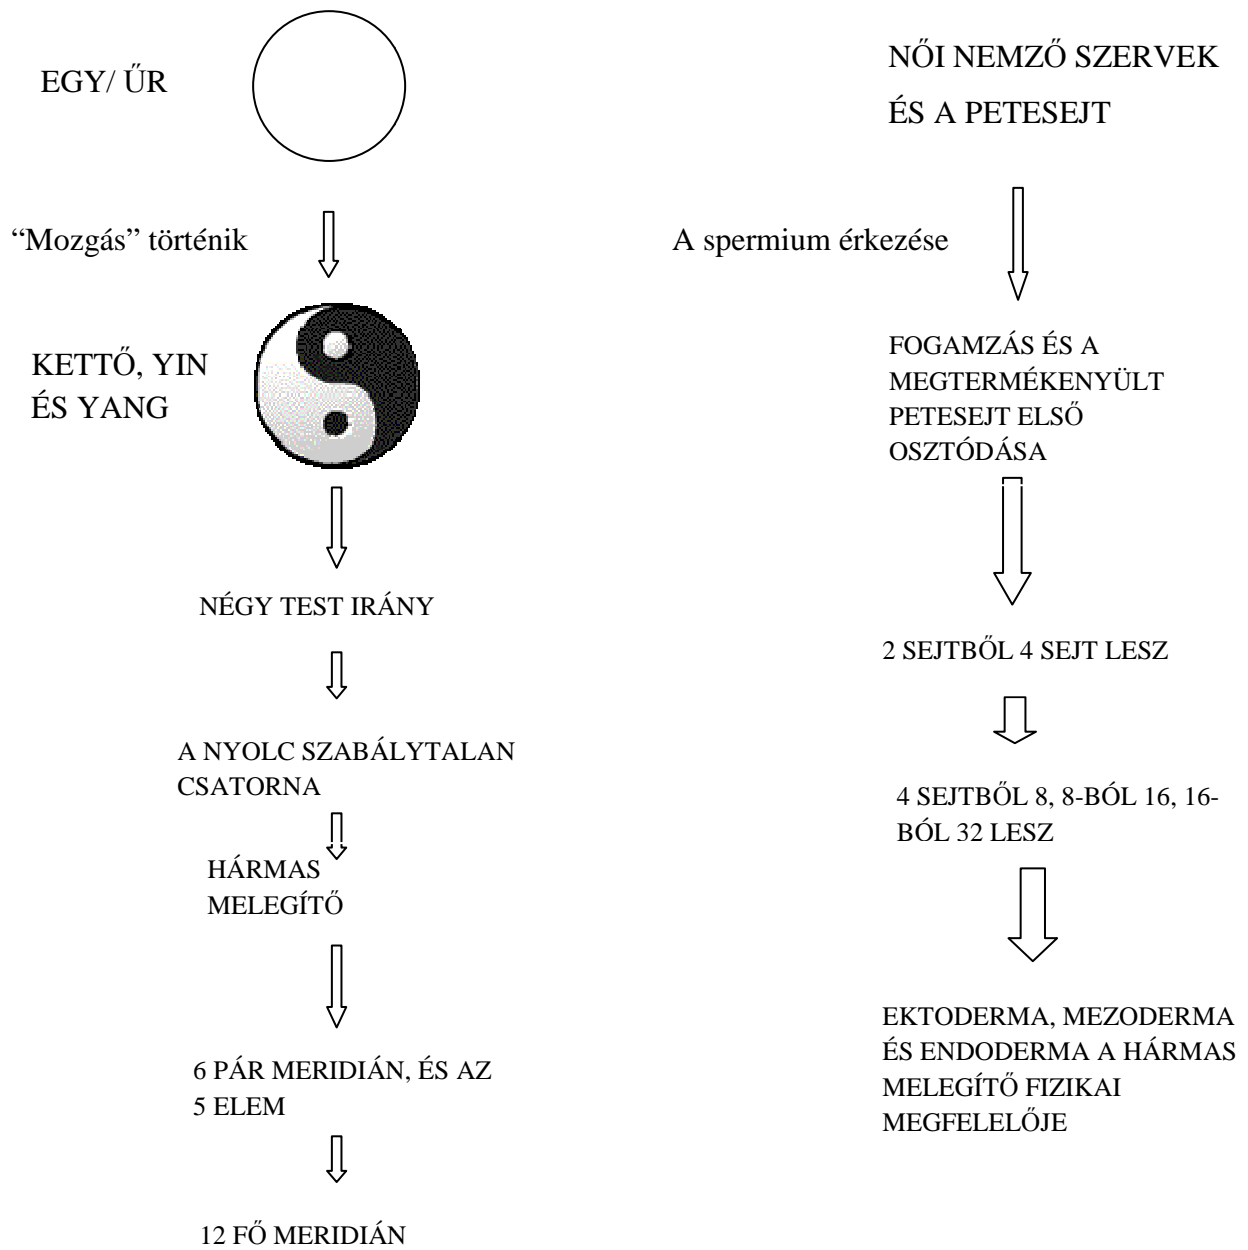 EGY/ ŰR
“Mozgás” történik
KETTŐ, YIN
ÉS YANG
NÉGY TEST IRÁNY
A NYOLC SZABÁLYTALAN
CSATORNA
HÁRMAS
MELEGÍTŐ
6 PÁR MERIDIÁN, ÉS AZ
5 ELEM
12 FŐ MERIDIÁN
NŐI NEMZŐ SZERVEK
ÉS A PETESEJT
A spermium érkezése
FOGAMZÁS ÉS A
MEGTERMÉKENYÜLT
PETESEJT ELSŐ
OSZTÓDÁSA
2 SEJTBŐL 4 SEJT LESZ
4 SEJTBŐL 8, 8-BÓL 16, 16-
BÓL 32 LESZ
EKTODERMA, MEZODERMA
ÉS ENDODERMA A HÁRMAS
MELEGÍTŐ FIZIKAI
MEGFELELŐJE